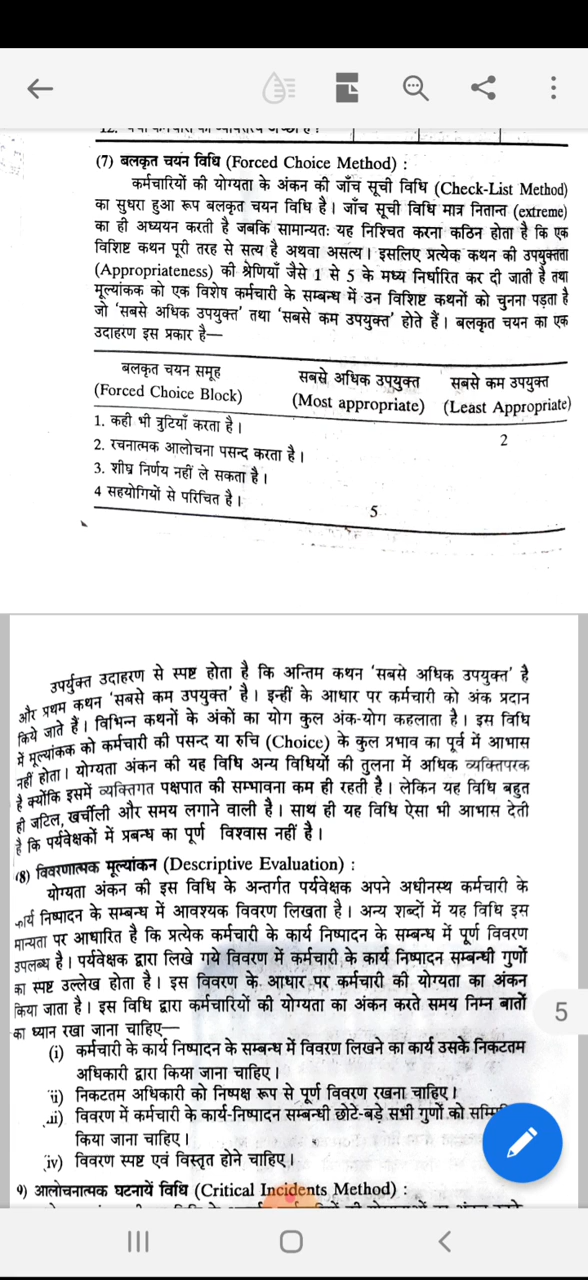 (7) बलकृत चयन विधि (Forced Choice Method) :
कर्मचारियों की योग्यता के अंकन की जाँच सूची विधि (Check-List Method)
का सुधरा हुआ रूप बलकृत चयन विधि है। जाँच सूची विधि मात्र नितान्त (extreme)
का ही अध्ययन करती है जबकि सामान्यतः यह निश्चित करना कठिन होता है कि एक
विशिष्ट कथन पूरी तरह से सत्य है अथवा असत्य। इसलिए प्रत्येक कथन की उपयुक्तता
(Appropriateness) की श्रेणियाँ जैसे 1 से 5 के मध्य निर्धारित कर दी जाती है तथा
मूल्यांकक को एक विशेष कर्मचारी के सम्बन्ध में उन विशिष्ट कथनों को चुनना पड़ता है
जो 'सबसे अधिक उपयुक्त' तथा 'सबसे कम उपयुक्त' होते हैं। बलकृत चयन का एक
उदाहरण इस प्रकार है—
बलकृत चयन समूह सबसे अधिक उपयुक्त सबसे कम उपयुक्त
(Forced Choice Block) (Most appropriate) (Least Appropriate)
1. कही भी त्रुटियाँ करता है। 2
2. रचनात्मक आलोचना पसन्द करता है।
3. शीघ्र निर्णय नहीं ले सकता है।
4 सहयोगियों से परिचित है। 5
उपर्युक्त उदाहरण से स्पष्ट होता है कि अन्तिम कथन 'सबसे अधिक उपयुक्त' है
और प्रथम कथन 'सबसे कम उपयुक्त' है। इन्हीं के आधार पर कर्मचारी को अंक प्रदान
किये जाते हैं। विभिन्न कथनों के अंकों का योग कुल अंक-योग कहलाता है। इस विधि
में मूल्यांकक को कर्मचारी की पसन्द या रुचि (Choice) के कुल प्रभाव का पूर्व में आभास
नहीं होता। योग्यता अंकन की यह विधि अन्य विधियों की तुलना में अधिक व्यक्तिपरक
है क्योंकि इसमें व्यक्तिगत पक्षपात की सम्भावना कम ही रहती है। लेकिन यह विधि बहुत
ही जटिल, खर्चीली और समय लगाने वाली है। साथ ही यह विधि ऐसा भी आभास देती
है कि पर्यवेक्षकों में प्रबन्ध का पूर्ण विश्वास नहीं है।
(8) विवरणात्मक मूल्यांकन (Descriptive Evaluation) :
योग्यता अंकन की इस विधि के अन्तर्गत पर्यवेक्षक अपने अधीनस्थ कर्मचारी के
कार्य निष्पादन के सम्बन्ध में आवश्यक विवरण लिखता है। अन्य शब्दों में यह विधि इस
मान्यता पर आधारित है कि प्रत्येक कर्मचारी के कार्य निष्पादन के सम्बन्ध में पूर्ण विवरण
उपलब्ध है। पर्यवेक्षक द्वारा लिखे गये विवरण में कर्मचारी के कार्य निष्पादन सम्बन्धी गुणों
का स्पष्ट उल्लेख होता है। इस विवरण के आधार पर कर्मचारी की योग्यता का अंकन
किया जाता है। इस विधि द्वारा कर्मचारियों की योग्यता का अंकन करते समय निम्न बातों
का ध्यान रखा जाना चाहिए—
5
(i) कर्मचारी के कार्य निष्पादन के सम्बन्ध में विवरण लिखने का कार्य उसके निकटतम
अधिकारी द्वारा किया जाना चाहिए।
ii) निकटतम अधिकारी को निष्पक्ष रूप से पूर्ण विवरण रखना चाहिए।
iii) विवरण में कर्मचारी के कार्य-निष्पादन सम्बन्धी छोटे-बड़े सभी गुणों को
किया जाना चाहिए।
iv) विवरण स्पष्ट एवं विस्तृत होने चाहिए।
9) आलोचनात्मक घटनायें विधि (Critical Incidents Method) :